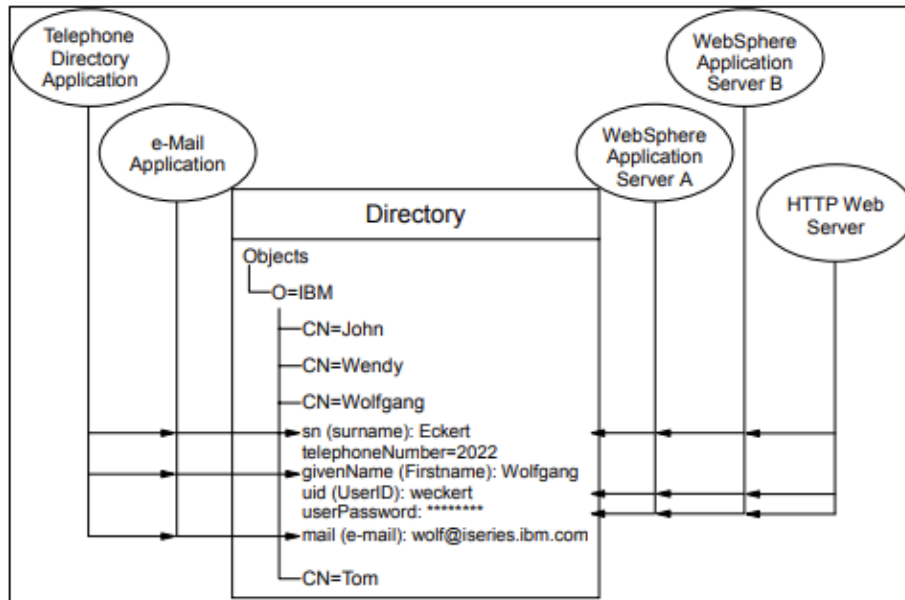 Telephone
Directory
Application
WebSphere
Application
Server B
e-Mail
Application
WebSphere
Application
Server A
HTTP Web
Server
Directory
Objects
O=IBM
CN=John
CN=Wendy
CN=Wolfgang
sn (surname): Eckert
telephoneNumber=2022
givenName (Firstname): Wolfgang
uid (UserID): weckert
userPassword: ********
mail (e-mail): wolf@iseries.ibm.com
CN=Tom